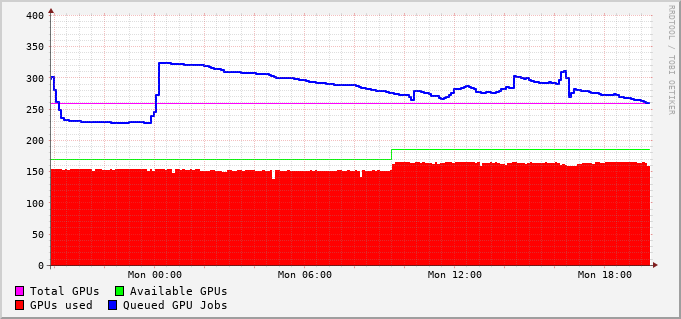 400
350
300
250
200
150
100
50
0
Mon 00:00 Mon 06:00 Mon 12:00 Mon 18:00
Total GPUs Available GPUs
GPUs used Queued GPU Jobs
RRDTOOL / TOBI OETIKER